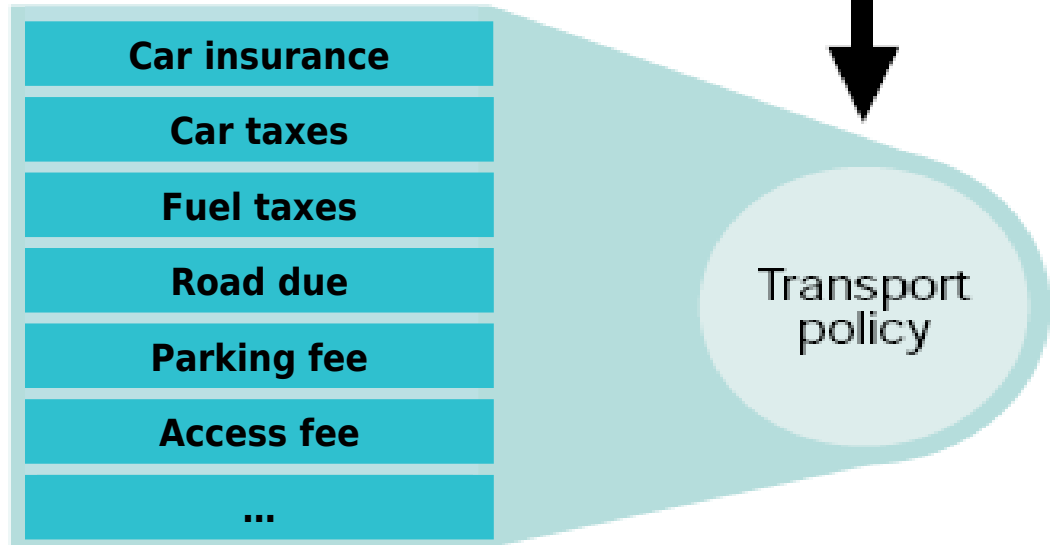 Car insurance
Car taxes
Fuel taxes
Road due
Parking fee
Access fee
...
Transport
policy